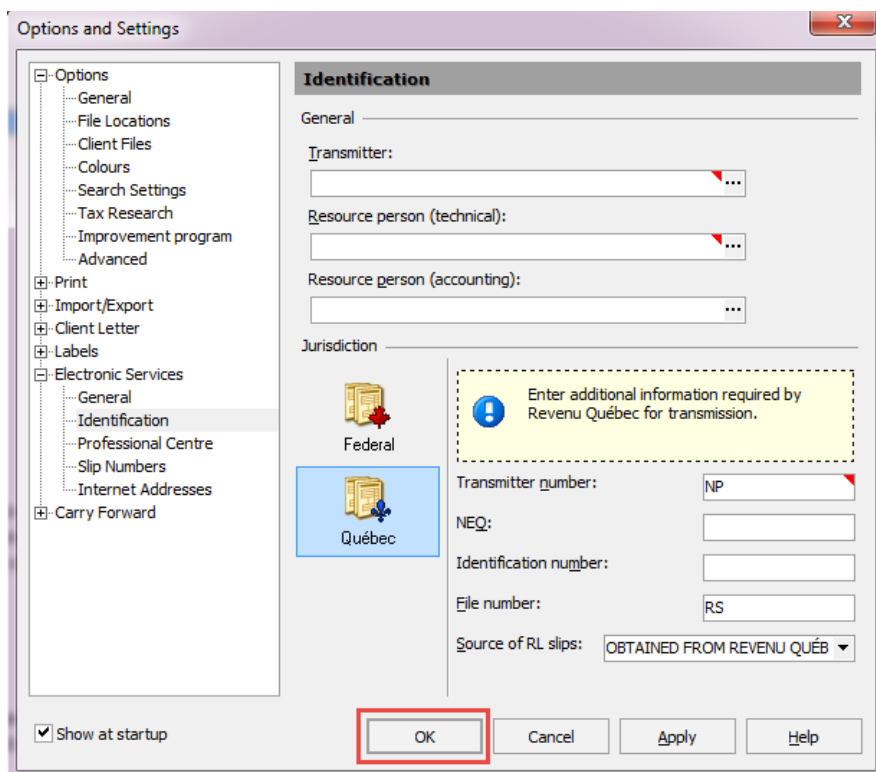 Options and Settings
Options
General
File Locations
Client Files
Colours
Search Settings
Tax Research
Improvement program
Advanced
Print
Import/Export
Client Letter
Labels
Electronic Services
General
Identification
Professional Centre
Slip Numbers
Internet Addresses
Carry Forward
Identification
General
Transmitter:
...
Resource person (technical):
...
Resource person (accounting):
...
Jurisdiction
Federal
Québec
Enter additional information required by
Revenu Québec for transmission.
Transmitter number: NP
NEQ:
Identification number:
File number: RS
Source of RL slips: OBTAINED FROM REVENU QUÉB
Show at startup
OK
Cancel
Apply
Help